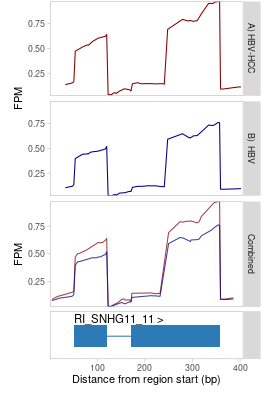 0.75
0.50
0.25
FPM
A) HBV-HCC
0.75
0.50
0.25
B) HBV
0.75
0.50
0.25
FPM
Combined
RI_SNHG11_11 >
100
200
300
400
Distance from region start (bp)